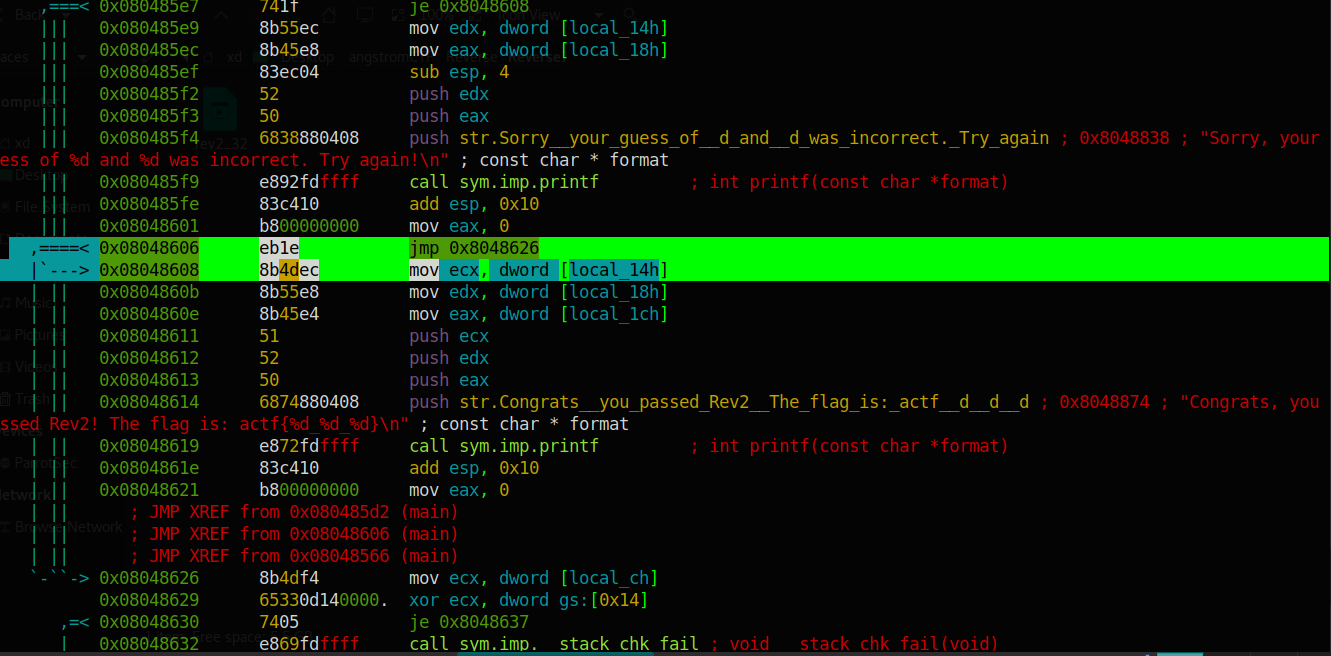 ,===< 0x080485e7 741f je 0x8048608
||| 0x080485e9 8b55ec mov edx, dword [local_14h]
||| 0x080485ec 8b45e8 mov eax, dword [local_18h]
||| 0x080485ef 83ec04 sub esp, 4
||| 0x080485f2 52 push edx
||| 0x080485f3 50 push eax
||| 0x080485f4 6838880408 push str.Sorry__your_guess_of__d_and__d_was_incorrect._Try_again ; 0x8048838 ; "Sorry, your
ess of %d and %d was incorrect. Try again!\n" ; const char * format
||| 0x080485f9 e892fdffff call sym.imp.printf ; int printf(const char *format)
||| 0x080485fe 83c410 add esp, 0x10
||| 0x08048601 b800000000 mov eax, 0
,====< 0x08048606 eb1e jmp 0x8048626
|`---> 0x08048608 8b4dec mov ecx, dword [local_14h]
| || 0x0804860b 8b55e8 mov edx, dword [local_18h]
| || 0x0804860e 8b45e4 mov eax, dword [local_1ch]
| || 0x08048611 51 push ecx
| || 0x08048612 52 push edx
| || 0x08048613 50 push eax
| || 0x08048614 6874880408 push str.Congrats__you_passed_Rev2__The_flag_is:_actf__d__d__d ; 0x8048874 ; "Congrats, you
ssed Rev2! The flag is: actf{%d_%d_%d}\n" ; const char * format
| || 0x08048619 e872fdffff call sym.imp.printf ; int printf(const char *format)
| || 0x0804861e 83c410 add esp, 0x10
| || 0x08048621 b800000000 mov eax, 0
| || ; JMP XREF from 0x080485d2 (main)
| || ; JMP XREF from 0x08048606 (main)
| || ; JMP XREF from 0x08048566 (main)
`-``-> 0x08048626 8b4df4 mov ecx, dword [local_ch]
0x08048629 65330d140000. xor ecx, dword gs:[0x14]
,=< 0x08048630 7405 je 0x8048637
| 0x08048632 e869fdffff call sym.imp.__stack_chk_fail ; void __stack_chk_fail(void)